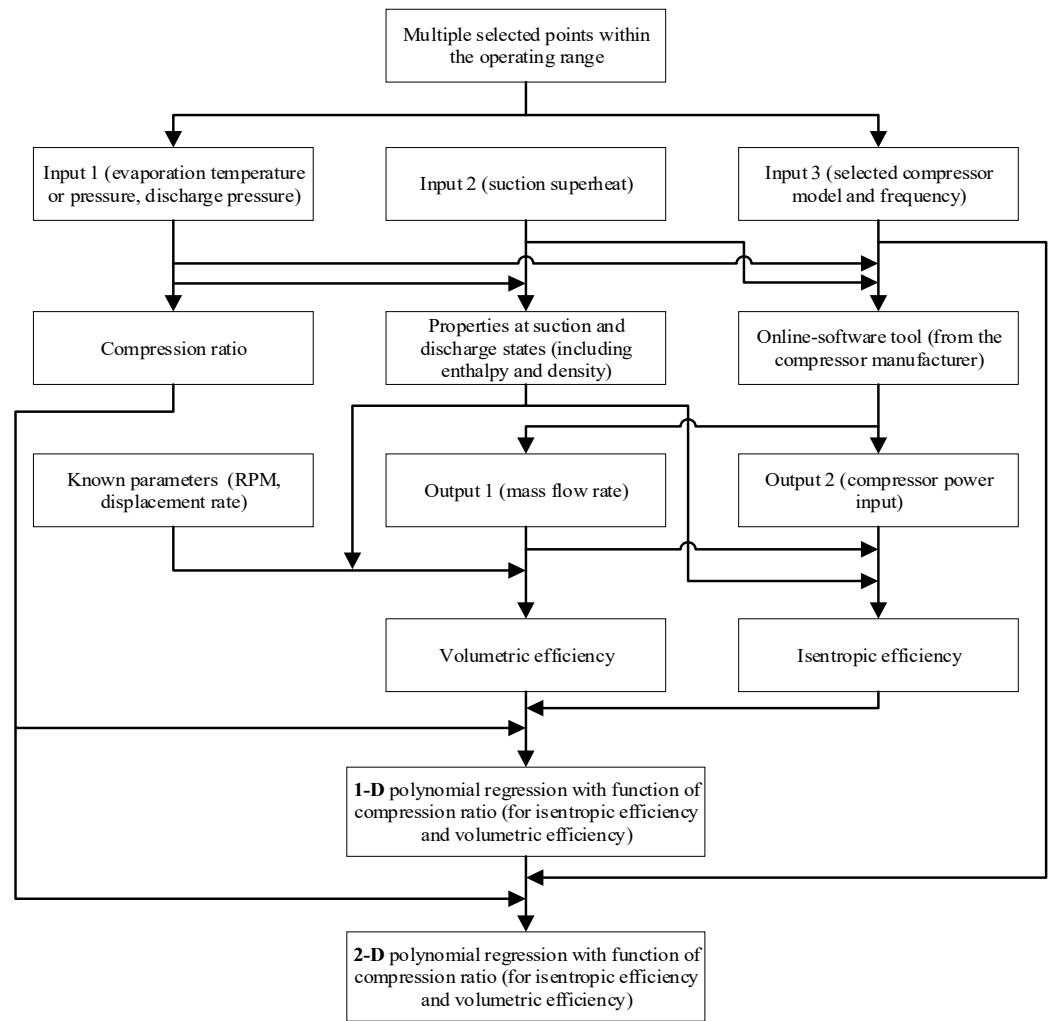 Multiple selected points within
the operating range
Input 1 (evaporation temperature
or pressure, discharge pressure)
Input 2 (suction superheat)
Input 3 (selected compressor
model and frequency)
Compression ratio
Properties at suction and
discharge states (including
enthalpy and density)
Online-software tool (from the
compressor manufacturer)
Known parameters (RPM,
displacement rate)
Output 1 (mass flow rate)
Output 2 (compressor power
input)
Volumetric efficiency
Isentropic efficiency
1-D polynomial regression with function of
compression ratio (for isentropic efficiency
and volumetric efficiency)
2-D polynomial regression with function of
compression ratio (for isentropic efficiency
and volumetric efficiency)